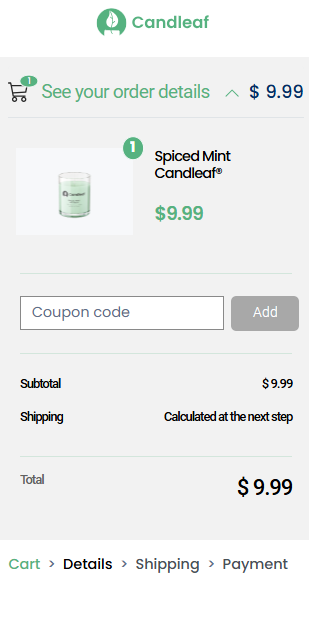 Candleaf
1
See your order details $ 9.99
1
Spiced Mint
Candleaf®
$9.99
Candleaf
Coupon code Add
Subtotal $ 9.99
Shipping Calculated at the next step
Total $ 9.99
Cart > Details > Shipping > Payment